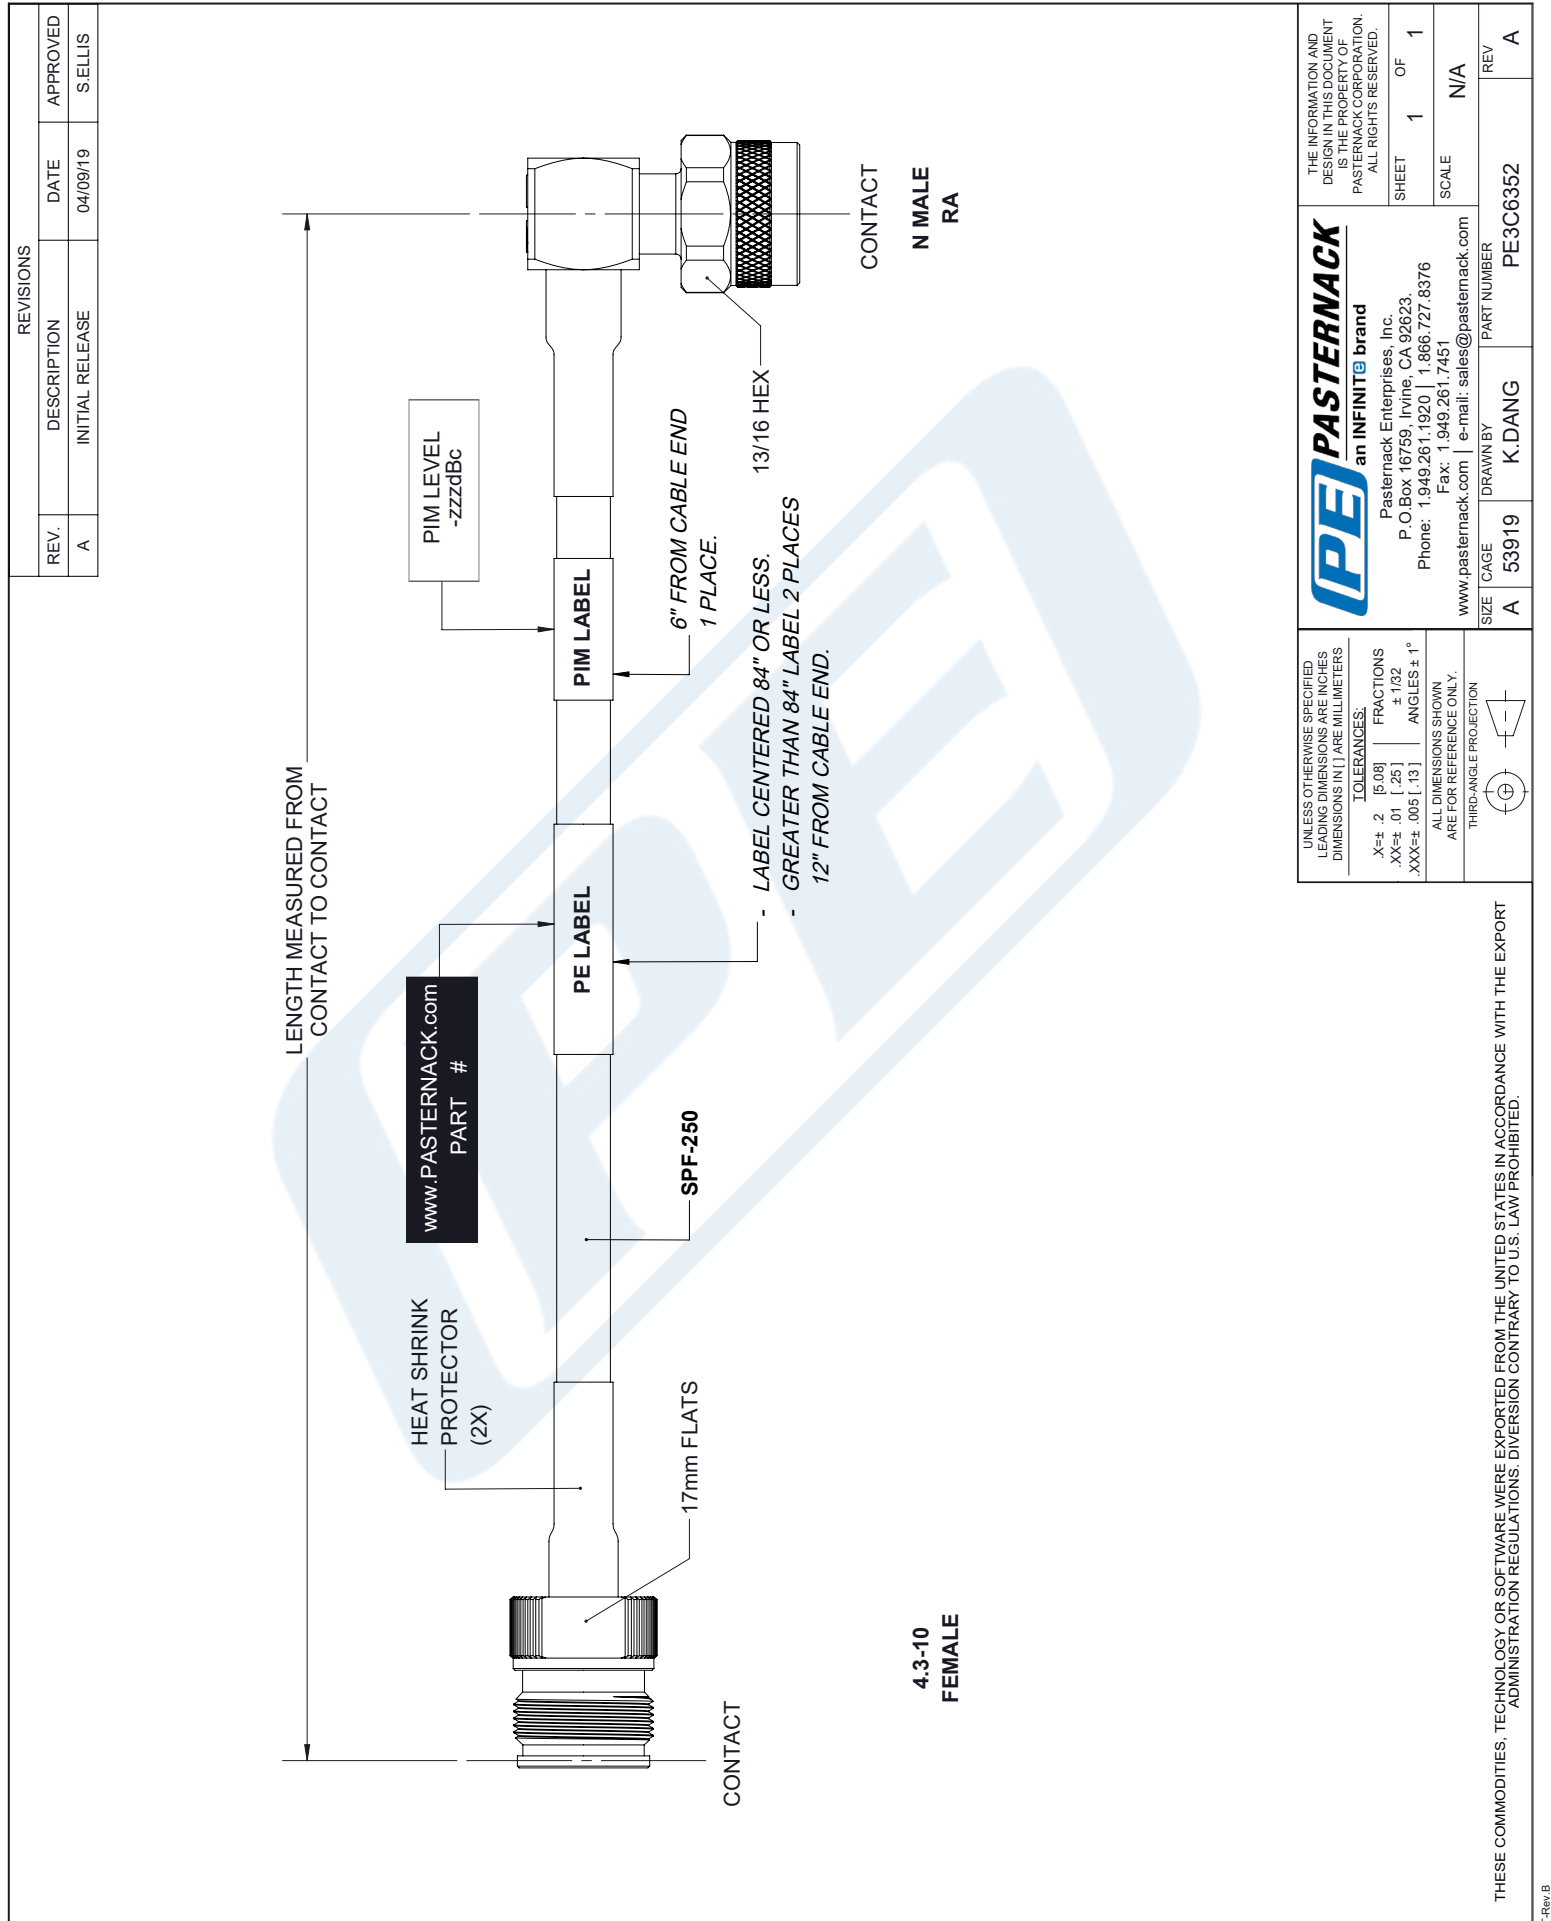 REVISIONS
REV. DESCRIPTION DATE APPROVED
A INITIAL RELEASE 04/09/19 S.ELLIS
LENGTH MEASURED FROM
CONTACT TO CONTACT
HEAT SHRINK
PROTECTOR
(2X)
www.PASTERNACK.com
PART #
PIM LEVEL
-zzzdBc
PE LABEL
PIM LABEL
17mm FLATS
SPF-250
6" FROM CABLE END
1 PLACE.
13/16 HEX
- LABEL CENTERED 84" OR LESS.
- GREATER THAN 84" LABEL 2 PLACES
12" FROM CABLE END.
CONTACT
CONTACT
4.3-10
FEMALE
N MALE
RA
UNLESS OTHERWISE SPECIFIED
LEADING DIMENSIONS ARE INCHES
DIMENSIONS IN [ ] ARE MILLIMETERS
TOLERANCES:
.X=± .2 [5.08] FRACTIONS
.XX=± .01 [ .25] ± 1/32
.XXX=± .005 [ .13] ANGLES ± 1°
ALL DIMENSIONS SHOWN
ARE FOR REFERENCE ONLY.
THIRD-ANGLE PROJECTION
PE PASTERNACK
an INFINITe brand
Pasternack Enterprises, Inc.
P.O.Box 16759, Irvine, CA 92623.
Phone: 1.949.261.1920 | 1.866.727.8376
Fax: 1.949.261.7451
www.pasternack.com | e-mail: sales@pasternack.com
THE INFORMATION AND
DESIGN IN THIS DOCUMENT
IS THE PROPERTY OF
PASTERNACK CORPORATION.
ALL RIGHTS RESERVED.
SHEET 1 OF 1
SCALE N/A
SIZE A
CAGE 53919
DRAWN BY K.DANG
PART NUMBER PE3C6352
REV A
THESE COMMODITIES, TECHNOLOGY OR SOFTWARE WERE EXPORTED FROM THE UNITED STATES IN ACCORDANCE WITH THE EXPORT
ADMINISTRATION REGULATIONS. DIVERSION CONTRARY TO U.S. LAW PROHIBITED.
-Rev.B